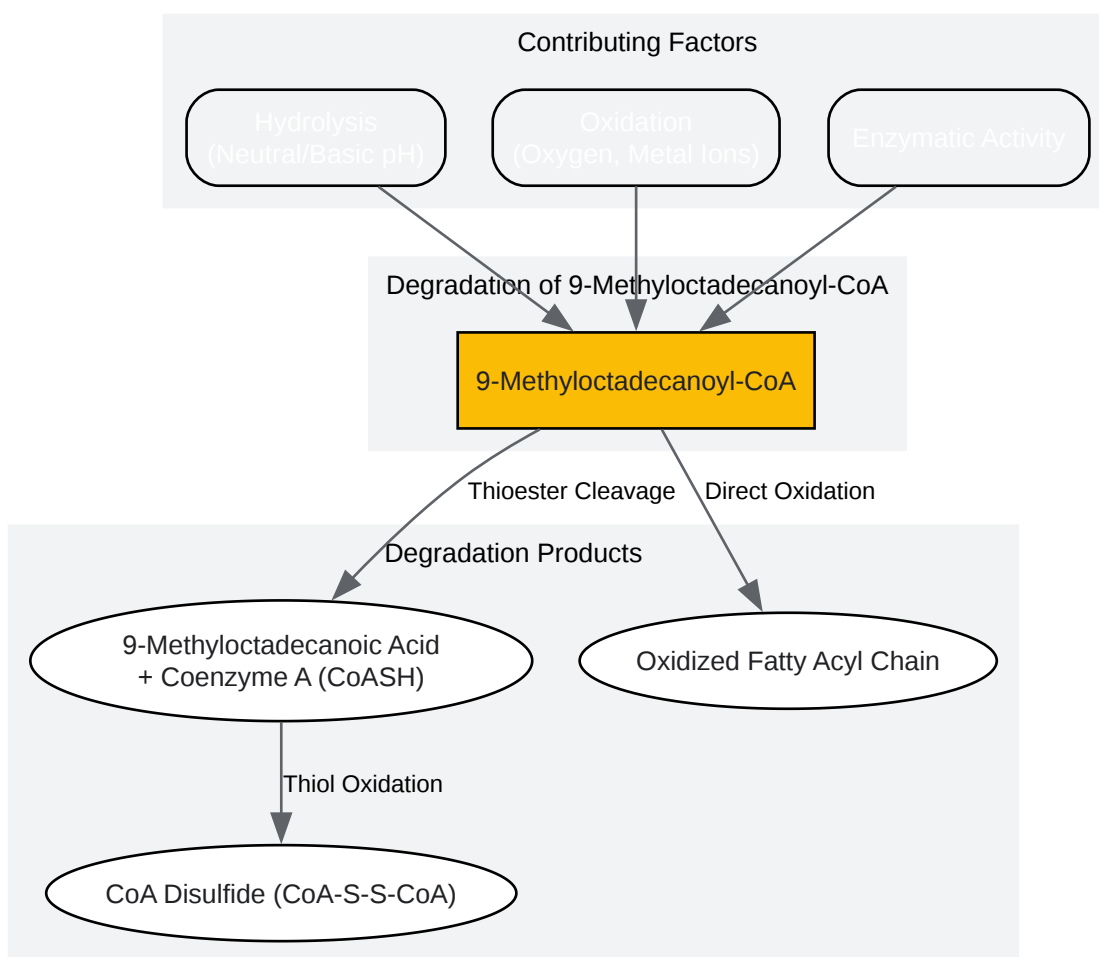 Contributing Factors
Hydrolysis
(Neutral/Basic pH)
Oxidation
(Oxygen, Metal Ions)
Enzymatic Activity
Degradation of 9-Methyloctadecanoyl-CoA
9-Methyloctadecanoyl-CoA
Thioester Cleavage
Direct Oxidation
Degradation Products
9-Methyloctadecanoic Acid
+ Coenzyme A (CoASH)
Oxidized Fatty Acyl Chain
Thiol Oxidation
CoA Disulfide (CoA-S-S-CoA)